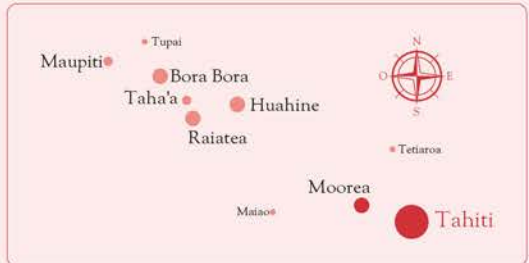 Tupai
Maupiti
Bora Bora
Taha'a
Huahine
Raiatea
N
O
E
S
Tetiaroa
Moorea
Maiao
Tahiti